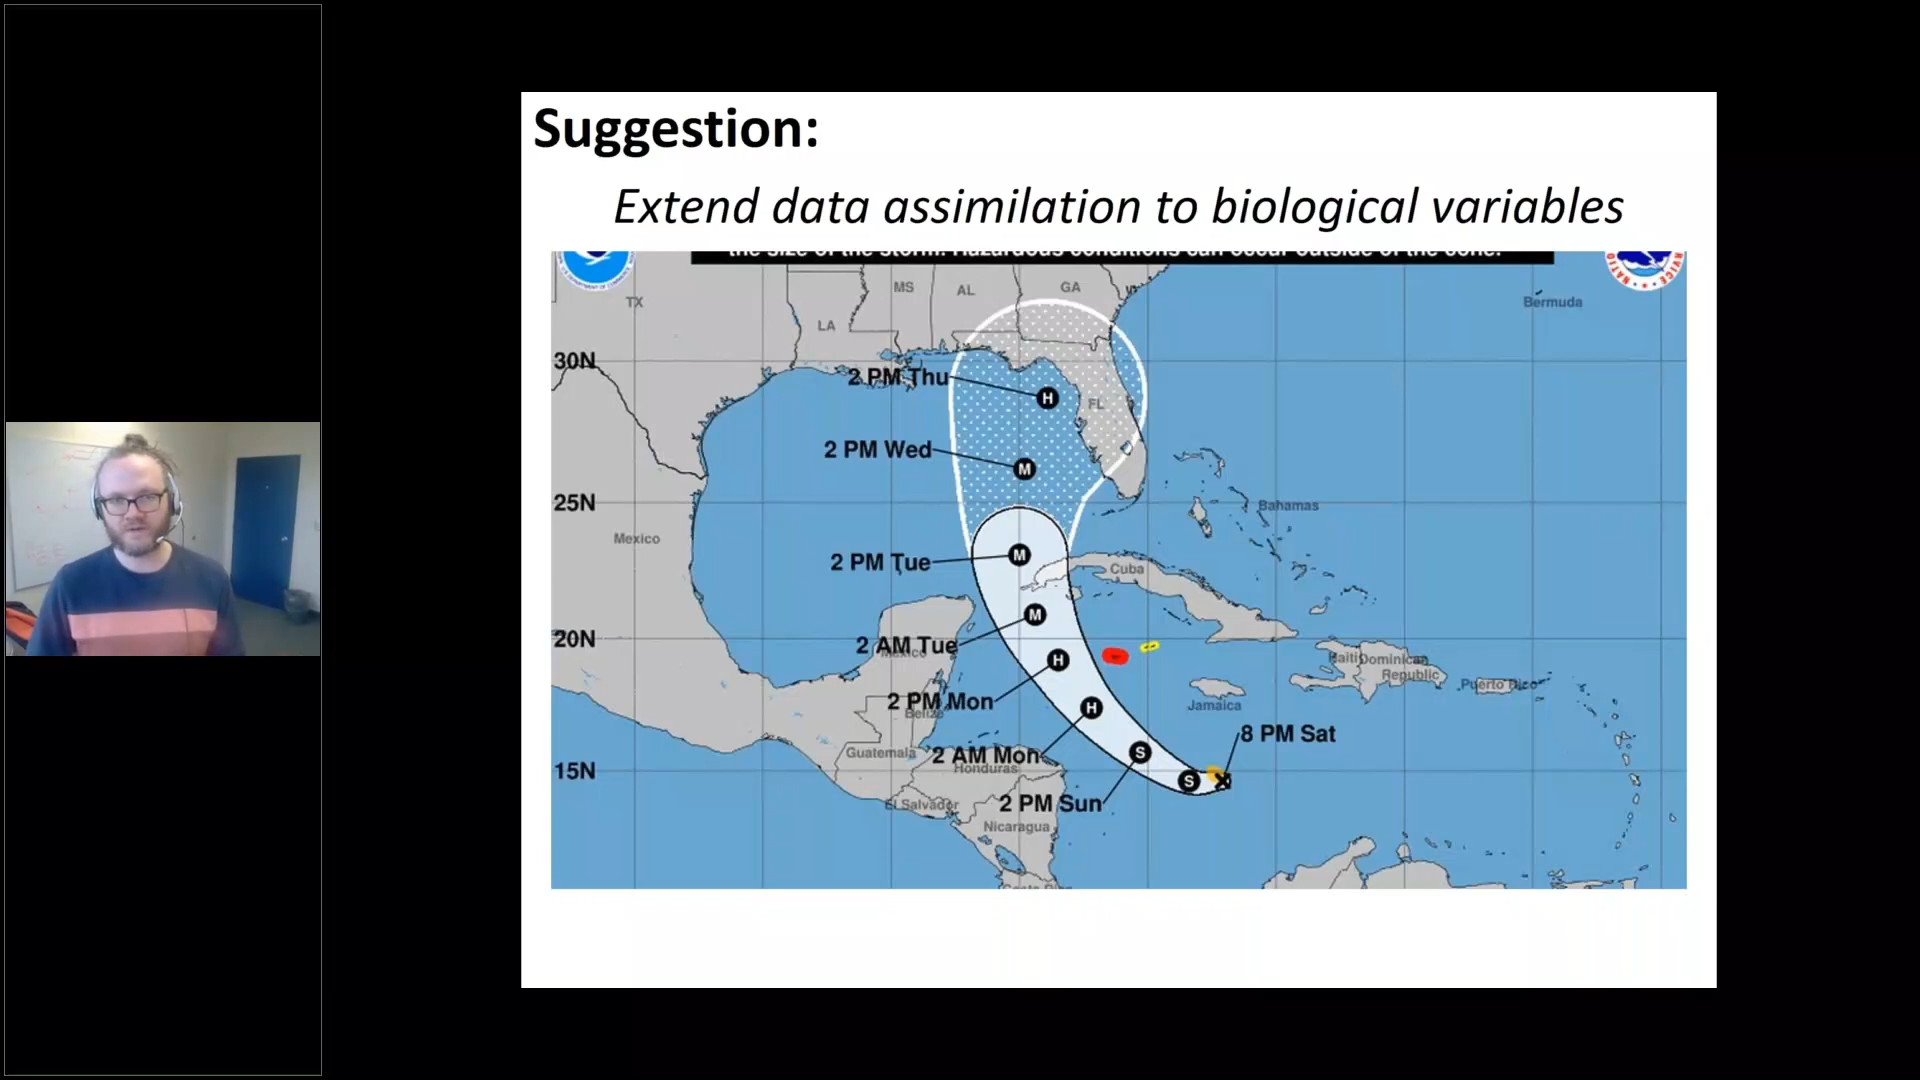 Suggestion:
Extend data assimilation to biological variables
the size of the storm. Hazardous conditions can occur outside of the cone.
TX
LA
MS
AL
GA
Bermuda
30N
2 PM Thu
H
FL
2 PM Wed
M
25N
Bahamas
Mexico
2 PM Tue
M
Cuba
M
20N
2 AM Tue
Mexico
H
Haiti
Dominican
Republic
Puerto Rico
2 PM Mon
Belize
H
Jamaica
8 PM Sat
Guatemala
2 AM Mon
S
Honduras
15N
S
El Salvador
2 PM Sun
Nicaragua
Costa Rica